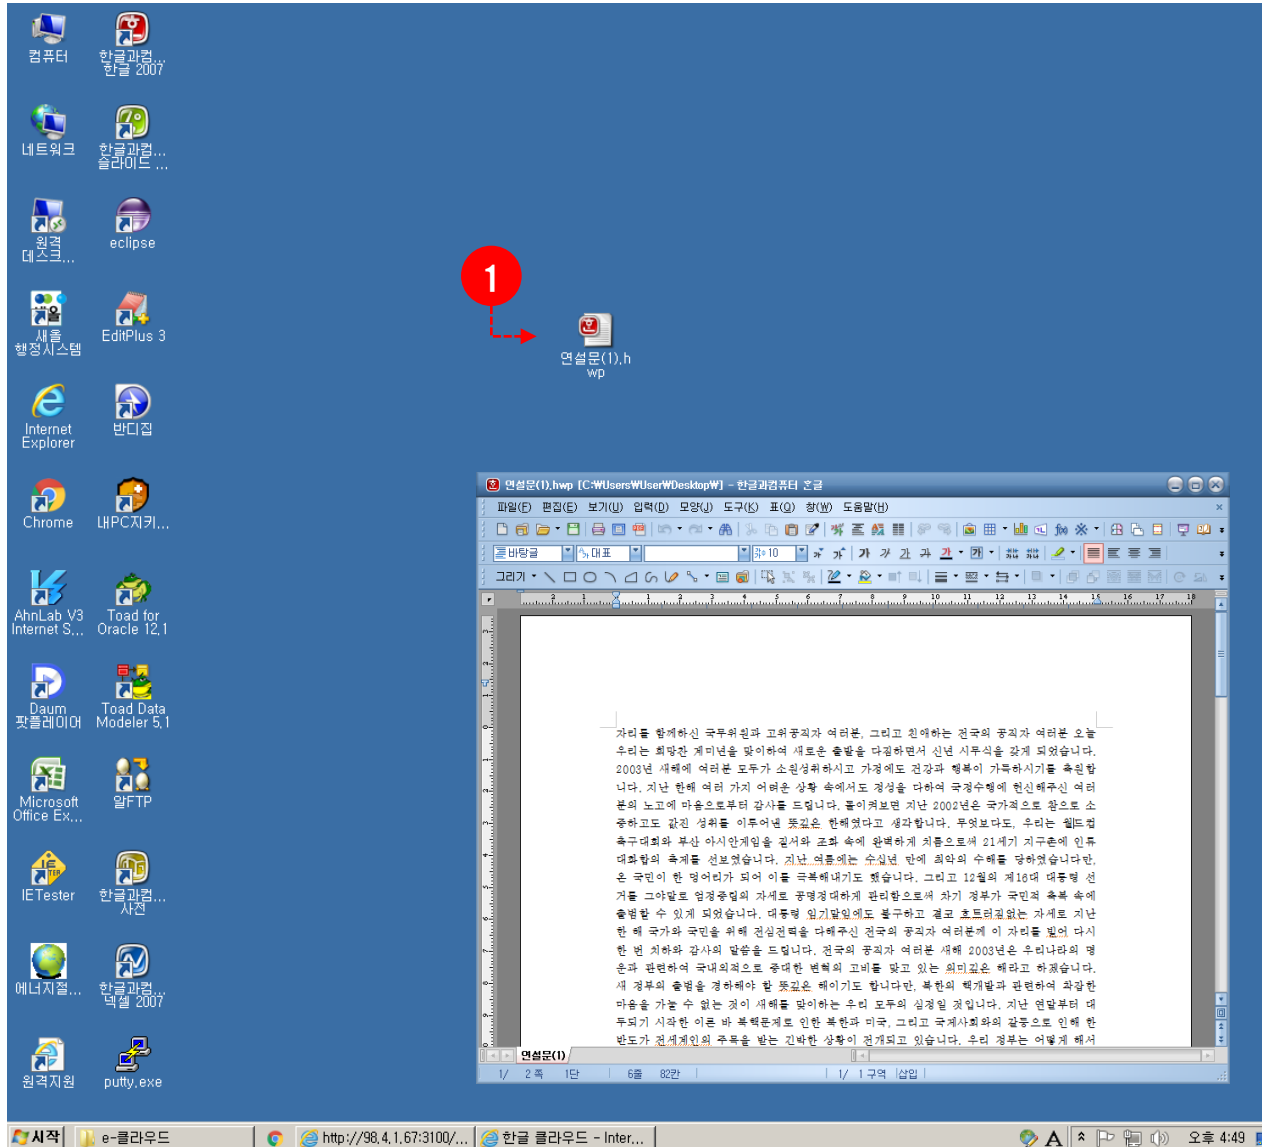 컴퓨터
한글과컴...
한글 2007
네트워크
한글과컴...
슬라이드 ...
원격
데스크...
eclipse
새올
행정시스템
EditPlus 3
Internet
Explorer
반디집
Chrome
내PC지키...
AhnLab V3
Internet S...
Toad for
Oracle 12.1
Daum
팟플레이어
Toad Data
Modeler 5.1
Microsoft
Office Ex...
알FTP
IETester
한글과컴...
사전
에너지절...
한글과컴...
넥셀 2007
원격지원
putty.exe
1
연설문(1).h
wp
연설문(1).hwp [C:₩Users₩User₩Desktop₩] - 한글과컴퓨터 흔글
파일(F) 편집(E) 보기(U) 입력(D) 모양(J) 도구(K) 표(Q) 창(W) 도움말(H)
바탕글 대표 10
그리기
자리를 함께하신 국무위원과 고위공직자 여러분, 그리고 친애하는 전국의 공직자 여러분 오늘
우리는 희망찬 계미년을 맞이하여 새로운 출발을 다짐하면서 신년 시무식을 갖게 되었습니다.
2003년 새해에 여러분 모두가 소원성취하시고 가정에도 건강과 행복이 가득하시기를 축원합
니다. 지난 한해 여러 가지 어려운 상황 속에서도 정성을 다하여 국정수행에 헌신해주신 여러
분의 노고에 마음으로부터 감사를 드립니다. 돌이켜보면 지난 2002년은 국가적으로 참으로 소
중하고도 값진 성취를 이루어낸 뜻깊은 한해였다고 생각합니다. 무엇보다도, 우리는 월드컵
축구대회와 부산 아시안게임을 질서와 조화 속에 완벽하게 치름으로써 21세기 지구촌에 인류
대화합의 축제를 선보였습니다. 지난 여름에는 수십년 만에 최악의 수해를 당하였습니다만,
온 국민이 한 덩어리가 되어 이를 극복해내기도 했습니다. 그리고 12월의 제16대 대통령 선
거를 그야말로 엄정중립의 자세로 공명정대하게 관리함으로써 차기 정부가 국민적 축복 속에
출범할 수 있게 되었습니다. 대통령 임기말임에도 불구하고 결코 흐트러짐없는 자세로 지난
한 해 국가와 국민을 위해 전심전력을 다해주신 전국의 공직자 여러분께 이 자리를 빌어 다시
한 번 치하와 감사의 말씀을 드립니다. 전국의 공직자 여러분 새해 2003년은 우리나라의 명
운과 관련하여 국내외적으로 중대한 변혁의 고비를 맞고 있는 의미깊은 해라고 하겠습니다.
새 정부의 출범을 경하해야 할 뜻깊은 해이기도 합니다만, 북한의 핵개발과 관련하여 착잡한
마음을 가눌 수 없는 것이 새해를 맞이하는 우리 모두의 심정일 것입니다. 지난 연말부터 대
두되기 시작한 이른 바 북핵문제로 인한 북한과 미국, 그리고 국제사회와의 갈등으로 인해 한
반도가 전세계인의 주목을 받는 긴박한 상황이 전개되고 있습니다. 우리 정부는 어떻게 해서
연설문(1)
1/ 2 쪽 1단 6줄 82칸 1/ 1 구역 삽입
시작 e-클라우드 http://98.4.1.67:3100/... 한글 클라우드 - Inter... A 오후 4:49